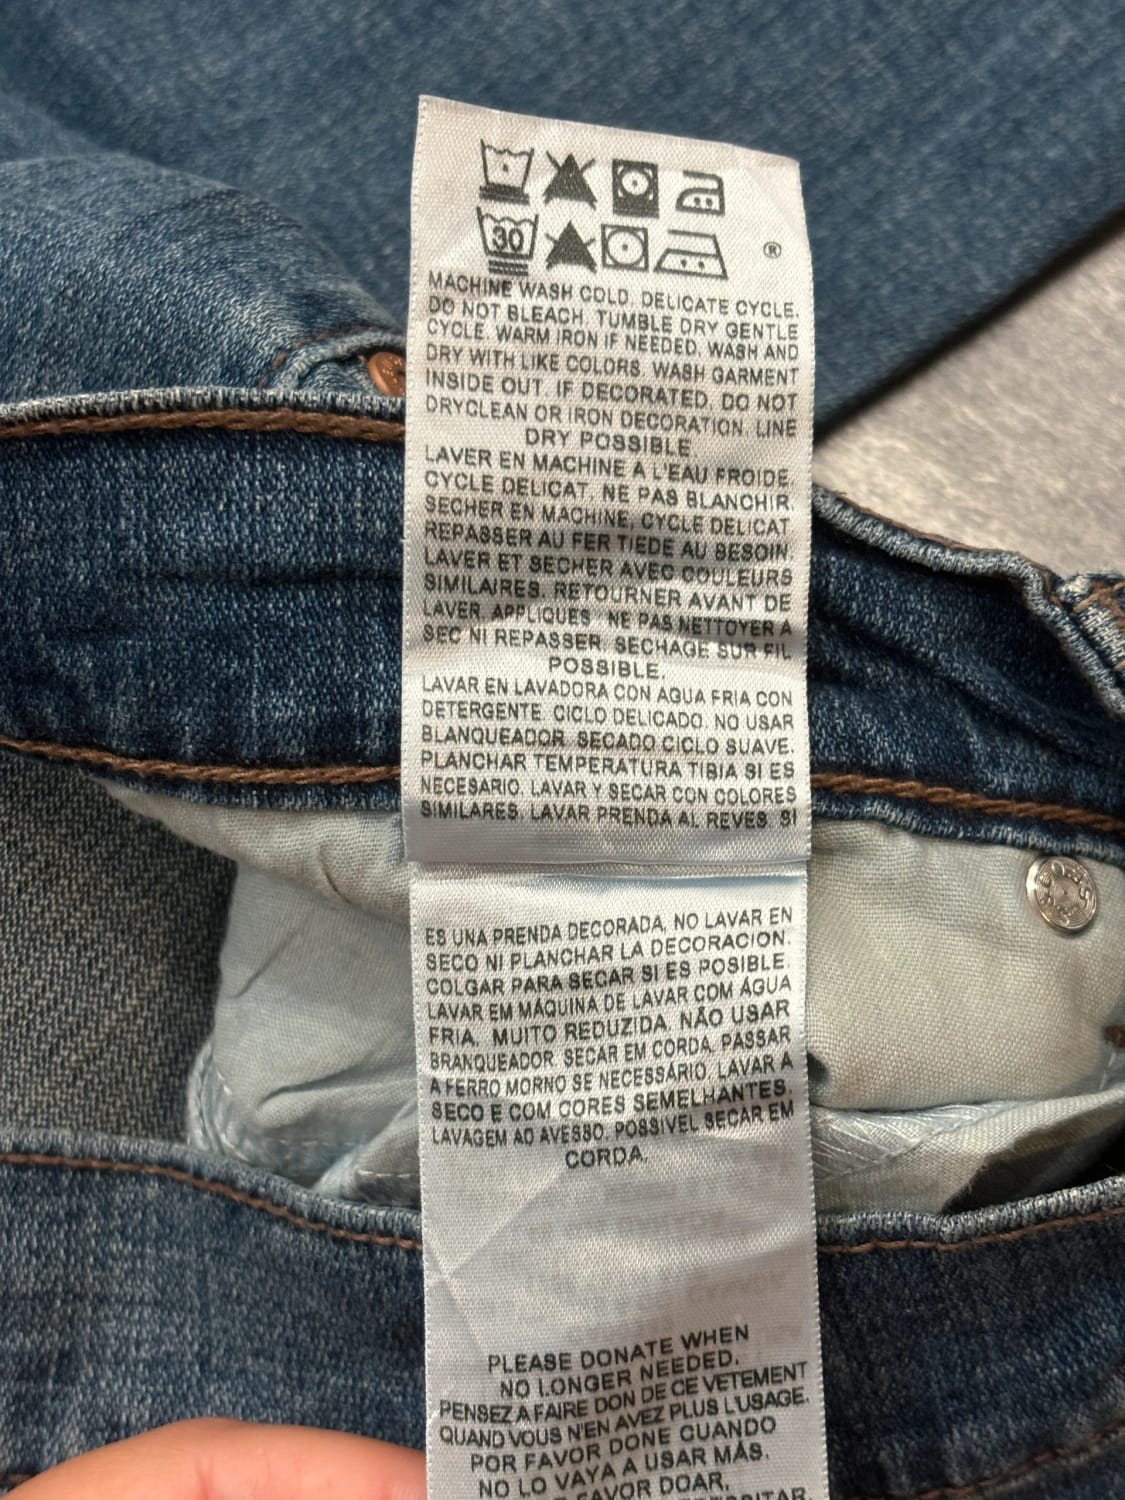 30
®
MACHINE WASH COLD. DELICATE CYCLE.
DO NOT BLEACH. TUMBLE DRY GENTLE
CYCLE. WARM IRON IF NEEDED. WASH AND
DRY WITH LIKE COLORS. WASH GARMENT
INSIDE OUT. IF DECORATED. DO NOT
DRYCLEAN OR IRON DECORATION. LINE
DRY POSSIBLE
LAVER EN MACHINE A L'EAU FROIDE
CYCLE DELICAT. NE PAS BLANCHIR.
SECHER EN MACHINE, CYCLE DELICAT
REPASSER AU FER TIEDE AU BESOIN.
LAVER ET SECHER AVEC COULEURS
SIMILAIRES. RETOURNER AVANT DE
LAVER. APPLIQUES : NE PAS NETTOYER A
SEC NI REPASSER. SECHAGE SUR FIL
POSSIBLE.
LAVAR EN LAVADORA CON AGUA FRIA CON
DETERGENTE. CICLO DELICADO. NO USAR
BLANQUEADOR. SECADO CICLO SUAVE.
PLANCHAR TEMPERATURA TIBIA SI ES
NECESARIO. LAVAR Y SECAR CON COLORES
SIMILARES. LAVAR PRENDA AL REVES. SI
ES UNA PRENDA DECORADA, NO LAVAR EN
SECO NI PLANCHAR LA DECORACION.
COLGAR PARA SECAR SI ES POSIBLE.
LAVAR EM MÁQUINA DE LAVAR COM ÁGUA
FRIA. MUITO REDUZIDA. NÃO USAR
BRANQUEADOR. SECAR EM CORDA. PASSAR
A FERRO MORNO SE NECESSÁRIO. LAVAR A
SECO E COM CORES SEMELHANTES.
LAVAGEM AO AVESSO. POSSIVEL SECAR EM
CORDA.
PLEASE DONATE WHEN
NO LONGER NEEDED.
PENSEZ A FAIRE DON DE CE VETEMENT
QUAND VOUS N'EN AVEZ PLUS L'USAGE.
POR FAVOR DONE CUANDO
NO LO VAYA A USAR MÁS.
FAVOR DOAR,